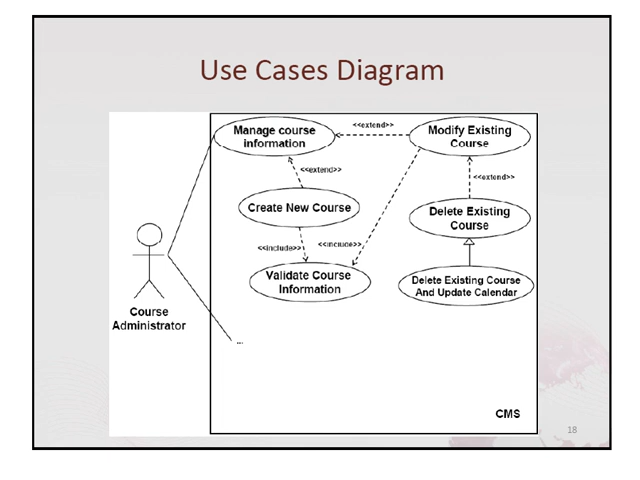 Use Cases Diagram
<<extend>>
Manage course
information
Modify Existing
Course
<<extend>>
<<extend>>
Create New Course
Delete Existing
Course
<<include>>
<<include>>
Validate Course
Information
Delete Existing Course
And Update Calendar
Course
Administrator
...
CMS
18